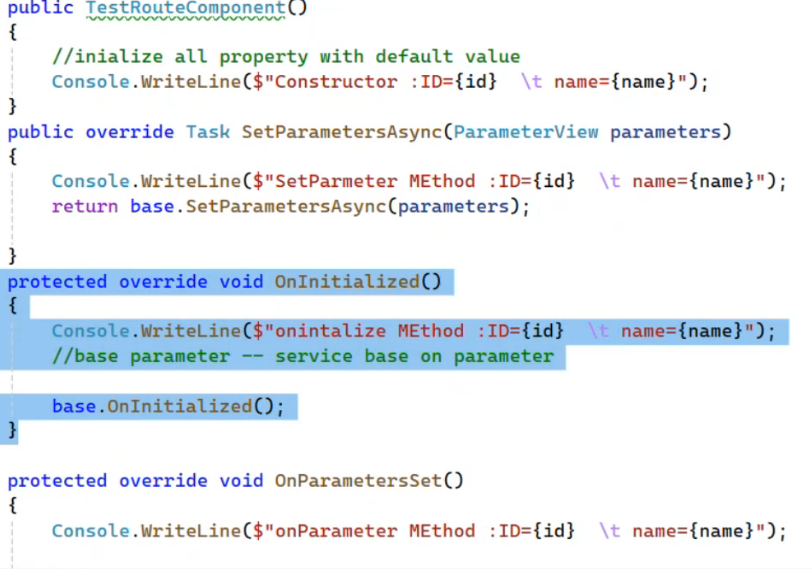 public TestRouteComponent()
{
//inialize all property with default value
Console.WriteLine($"Constructor :ID={id}  \t name={name}");
}
public override Task SetParametersAsync(ParameterView parameters)
{
Console.WriteLine($"SetParmeter MEthod :ID={id}  \t name={name}");
return base.SetParametersAsync(parameters);
}
protected override void OnInitialized()
{
Console.WriteLine($"onintalize MEthod :ID={id}  \t name={name}");
//base parameter -- service base on parameter
base.OnInitialized();
}
protected override void OnParametersSet()
{
Console.WriteLine($"onParameter MEthod :ID={id}  \t name={name}");